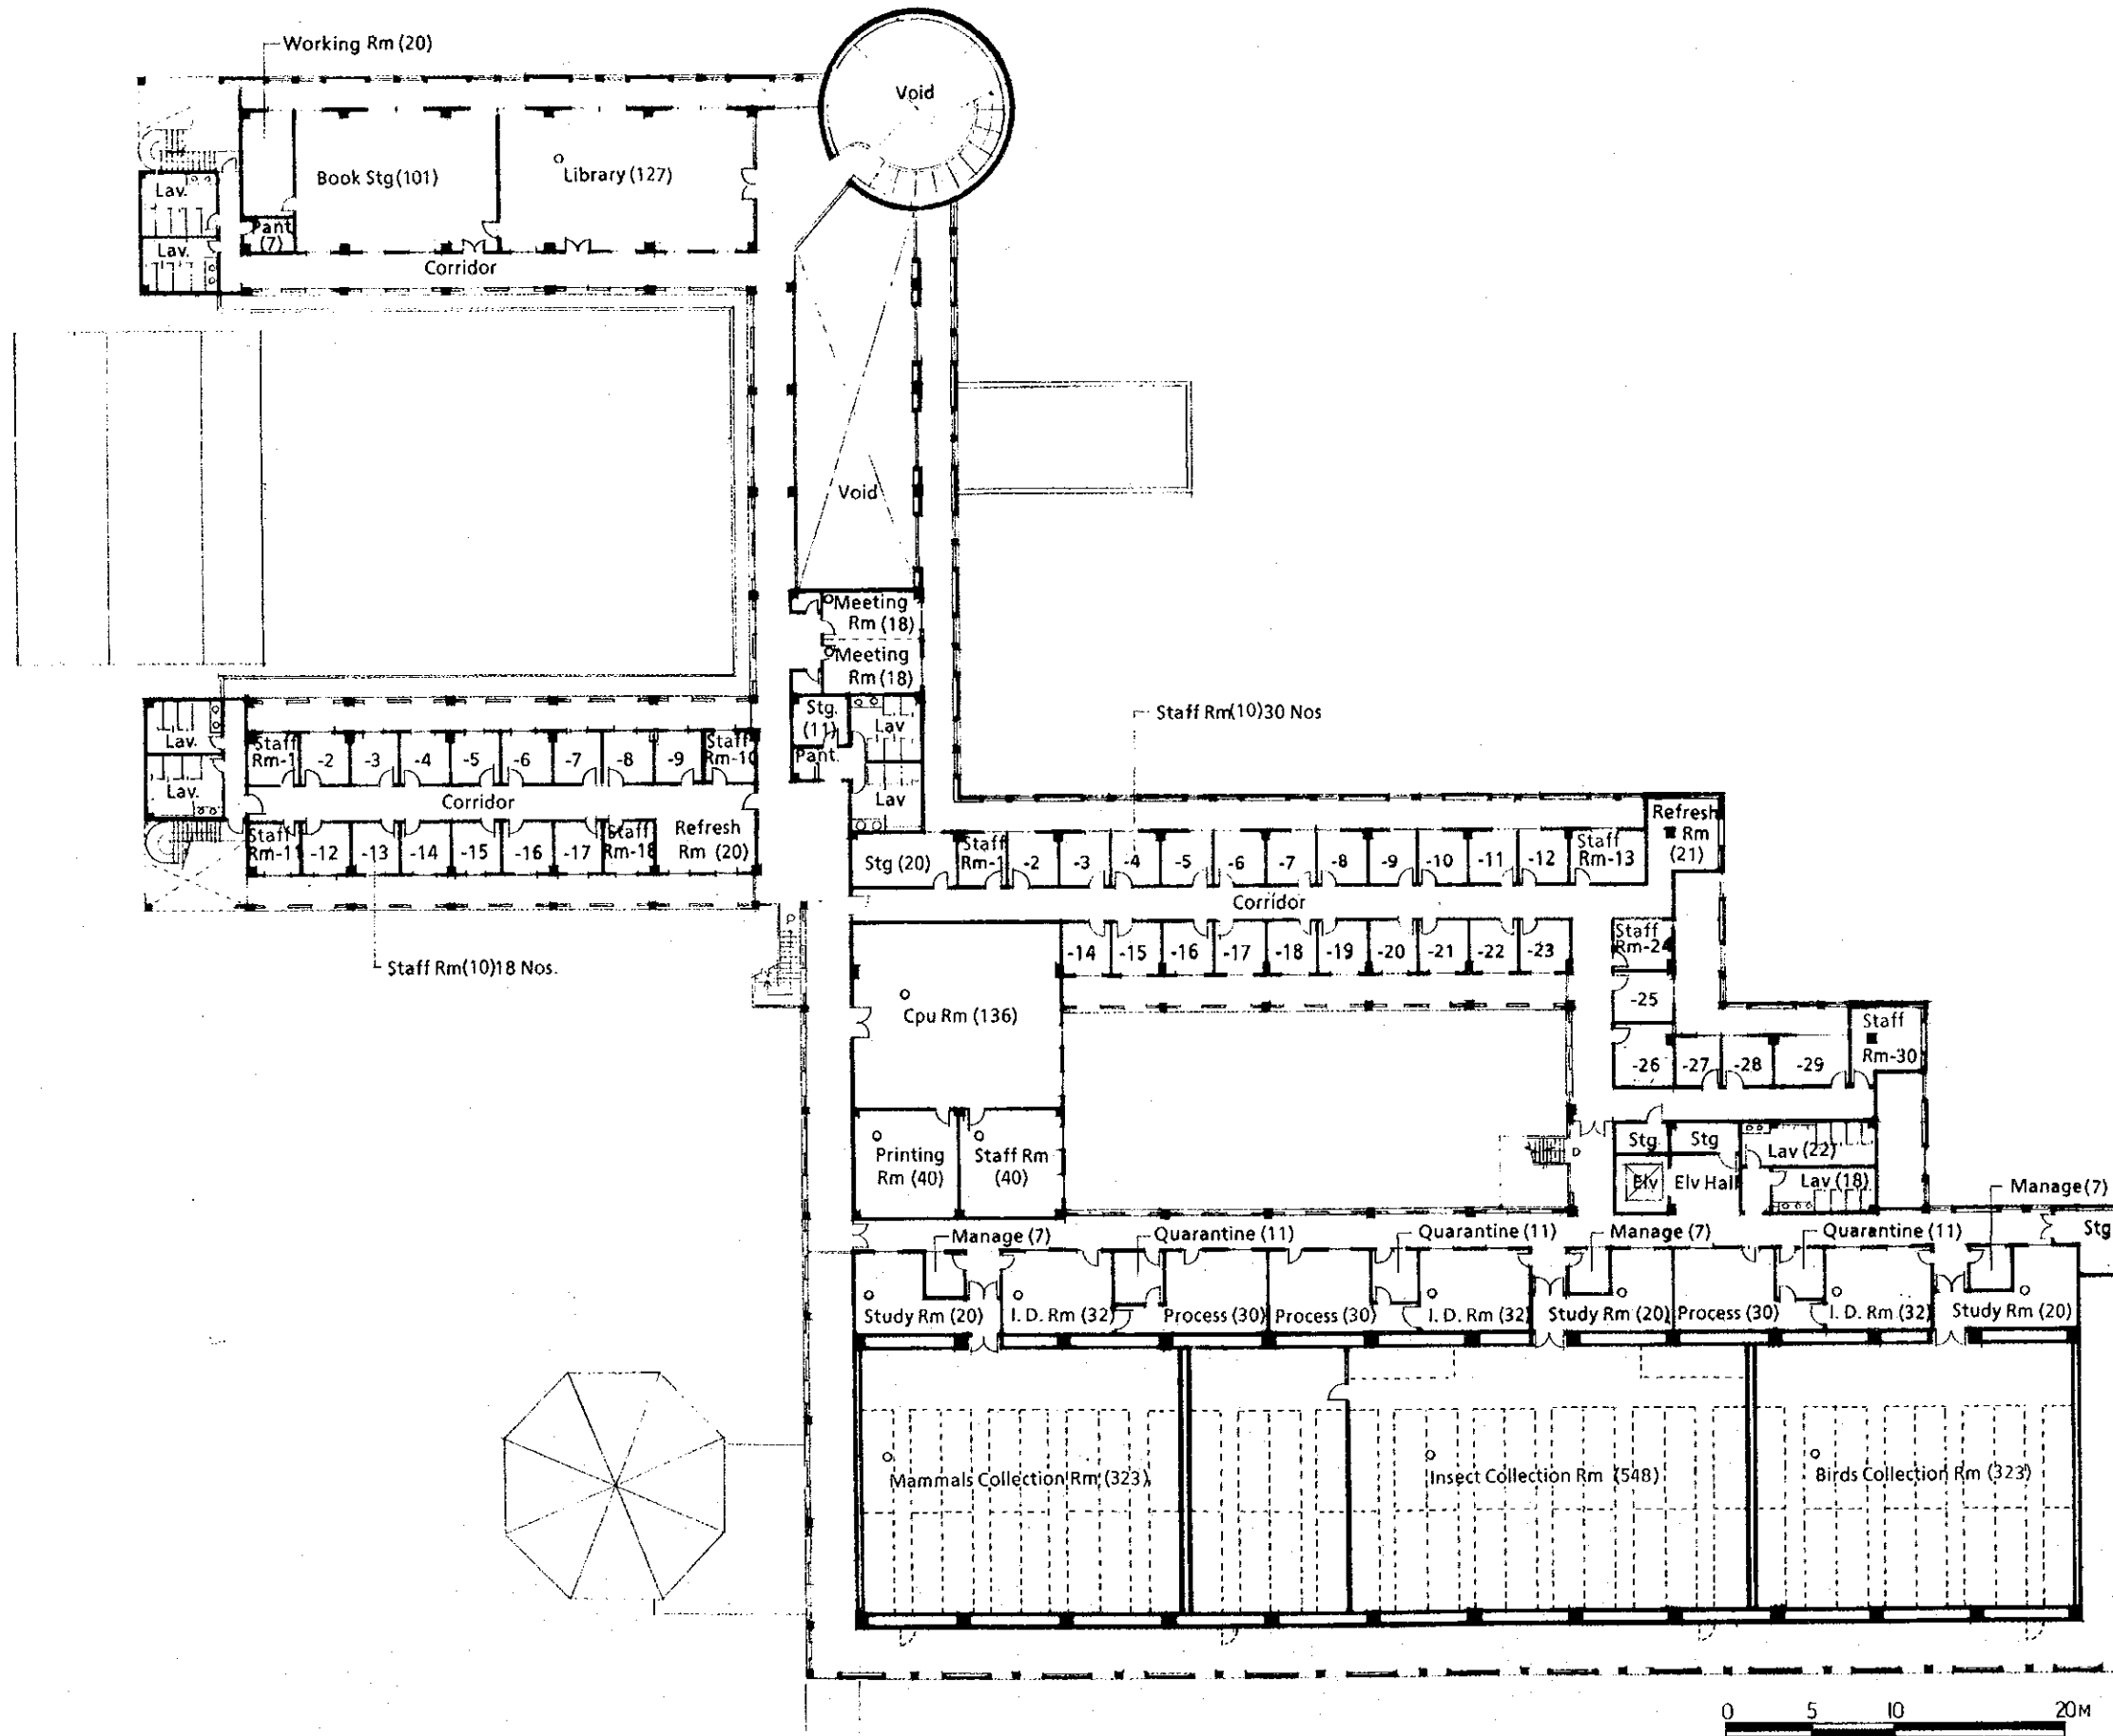 Working Rm (20)
Void
Book Stg(101)
Library (127)
Lav.
Pant
(7)
Lav.
Corridor
Void
Meeting
Rm (18)
Meeting
Rm (18)
Stg.
(11)
Lav
Pant.
Lav
Staff Rm(10)30 Nos
Lav.
Staff
Rm-1
-2
-3
-4
-5
-6
-7
-8
-9
Staff
Rm-10
Lav.
Corridor
Staff
Rm-11
-12
-13
-14
-15
-16
-17
Staff
Rm-18
Refresh
Rm (20)
Staff Rm(10)18 Nos.
Stg (20)
Staff
Rm-1
-2
-3
-4
-5
-6
-7
-8
-9
-10
-11
-12
Staff
Rm-13
Refresh
Rm
(21)
Corridor
-14
-15
-16
-17
-18
-19
-20
-21
-22
-23
Staff
Rm-24
-25
-26
-27
-28
-29
Staff
Rm-30
Cpu Rm (136)
Printing
Rm (40)
Staff Rm
(40)
D
D
Stg
Stg
Lav (22)
Elv
Elv Hall
Lav (18)
Manage (7)
Quarantine (11)
Quarantine (11)
Manage (7)
Quarantine (11)
Manage(7)
Stg
Study Rm (20)
I. D. Rm (32)
Process (30)
Process (30)
I. D. Rm (32)
Study Rm (20)
Process (30)
I. D. Rm (32)
Study Rm (20)
Mammals Collection Rm (323)
Insect Collection Rm (548)
Birds Collection Rm (323)
0 5 10 20M